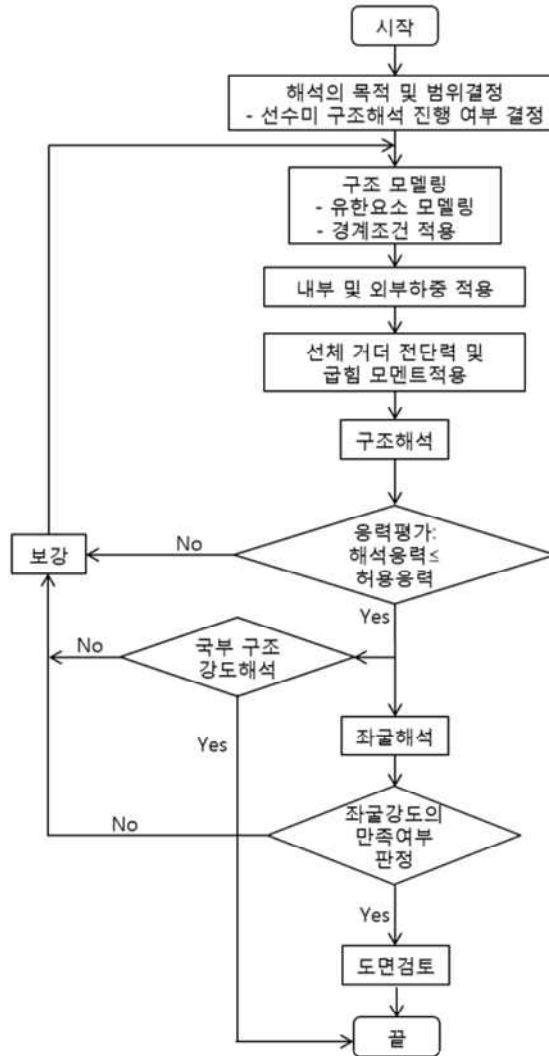 시작
해석의 목적 및 범위결정
- 선수미 구조해석 진행 여부 결정
구조 모델링
- 유한요소 모델링
- 경계조건 적용
내부 및 외부하중 적용
선체 거더 전단력 및
굽힘 모멘트적용
구조해석
응력평가:
해석응력≤
허용응력
No
보강
Yes
국부 구조
강도해석
No
Yes
좌굴해석
좌굴강도의
만족여부
판정
No
Yes
도면검토
끝